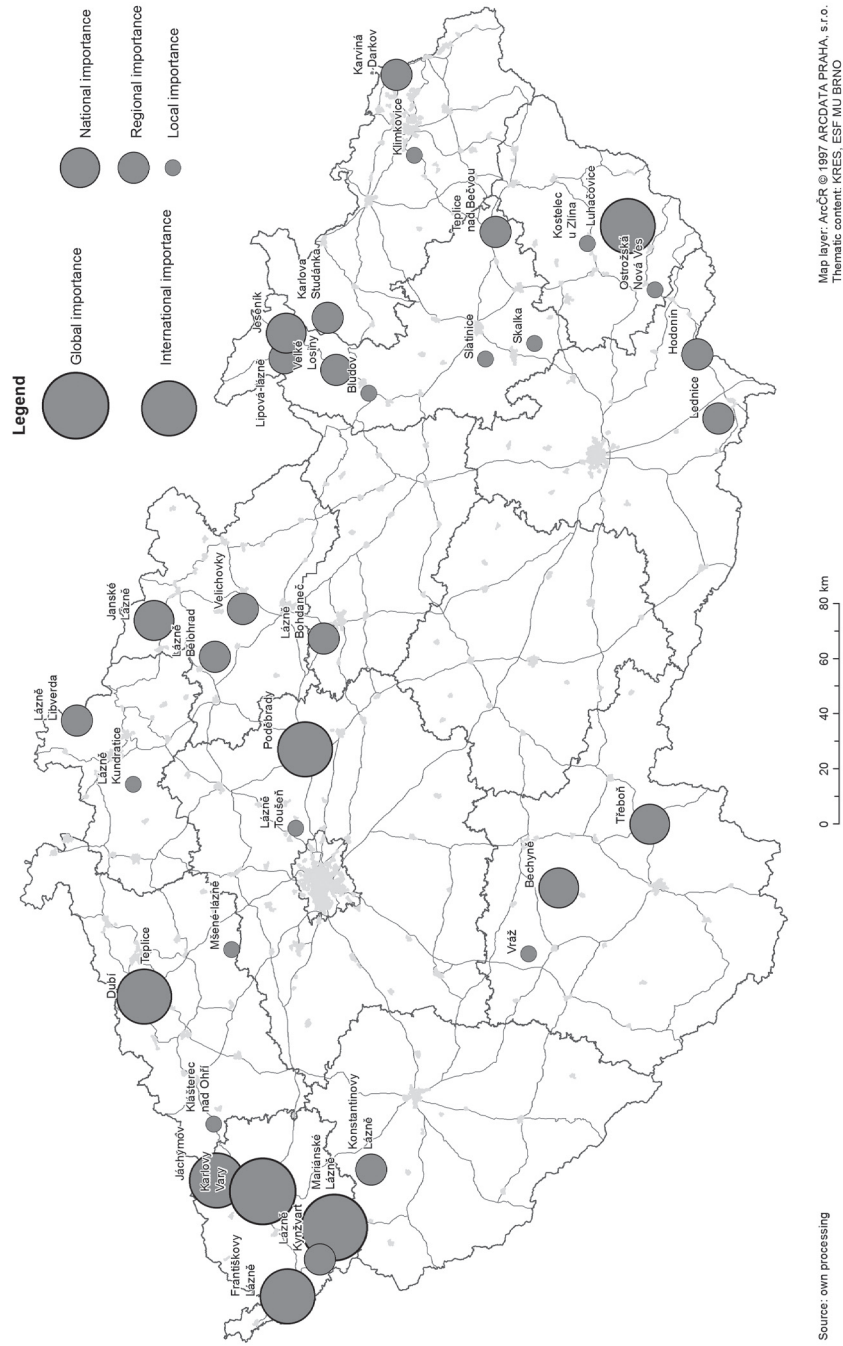 Legend
Global importance
International importance
National importance
Regional importance
Local importance
Karviná
-Darkov
Klimkovice
Teplice
nad Bečvou
Kostelec
u Zlína
Luhačovice
Ostrožská
Nová Ves
Hodonín
Lednice
Skalka
Slatinice
Karlova
Studánka
Jeseník
Lipová-lázně
Velké
Losiny
Bludov
Janské
Lázně
Velichovky
Lázně
Bělohrad
Lázně
Bohdaneč
Lázně
Libverda
Lázně
Kundratice
Poděbrady
Lázně
Toušeň
Mšené-lázně
Dubí
Teplice
Třeboň
Bechyně
Vráž
Klášterec
nad Ohří
Jáchymov
Karlovy
Vary
Mariánské
Lázně
Konstantinovy
Lázně
Lázně
Kynžvart
Františkovy
Lázně
0 20 40 60 80 km
Source: own processing
Map layer: ArcČR © 1997 ARCDATA PRAHA, s.r.o.
Thematic content: KRES, ESF MU BRNO